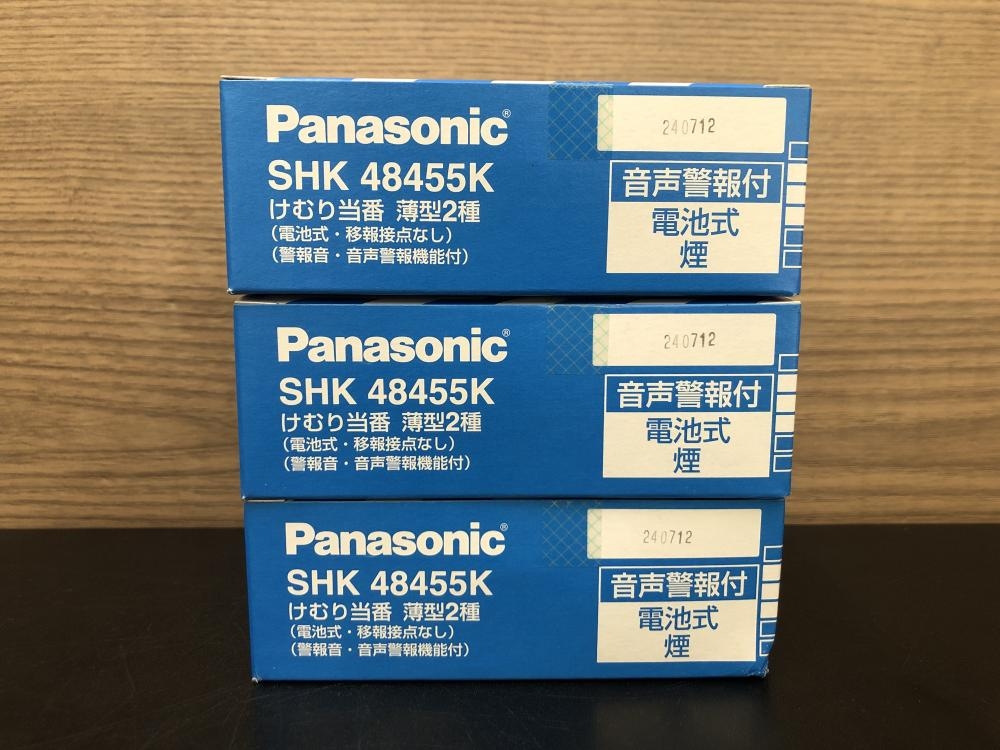 Panasonic®
SHK 48455K
けむり当番 薄型2種
（電池式・移報接点なし）
（警報音・音声警報機能付）
240712
音声警報付
電池式
煙
Panasonic®
SHK 48455K
けむり当番 薄型2種
（電池式・移報接点なし）
（警報音・音声警報機能付）
240712
音声警報付
電池式
煙
Panasonic®
SHK 48455K
けむり当番 薄型2種
（電池式・移報接点なし）
（警報音・音声警報機能付）
240712
音声警報付
電池式
煙